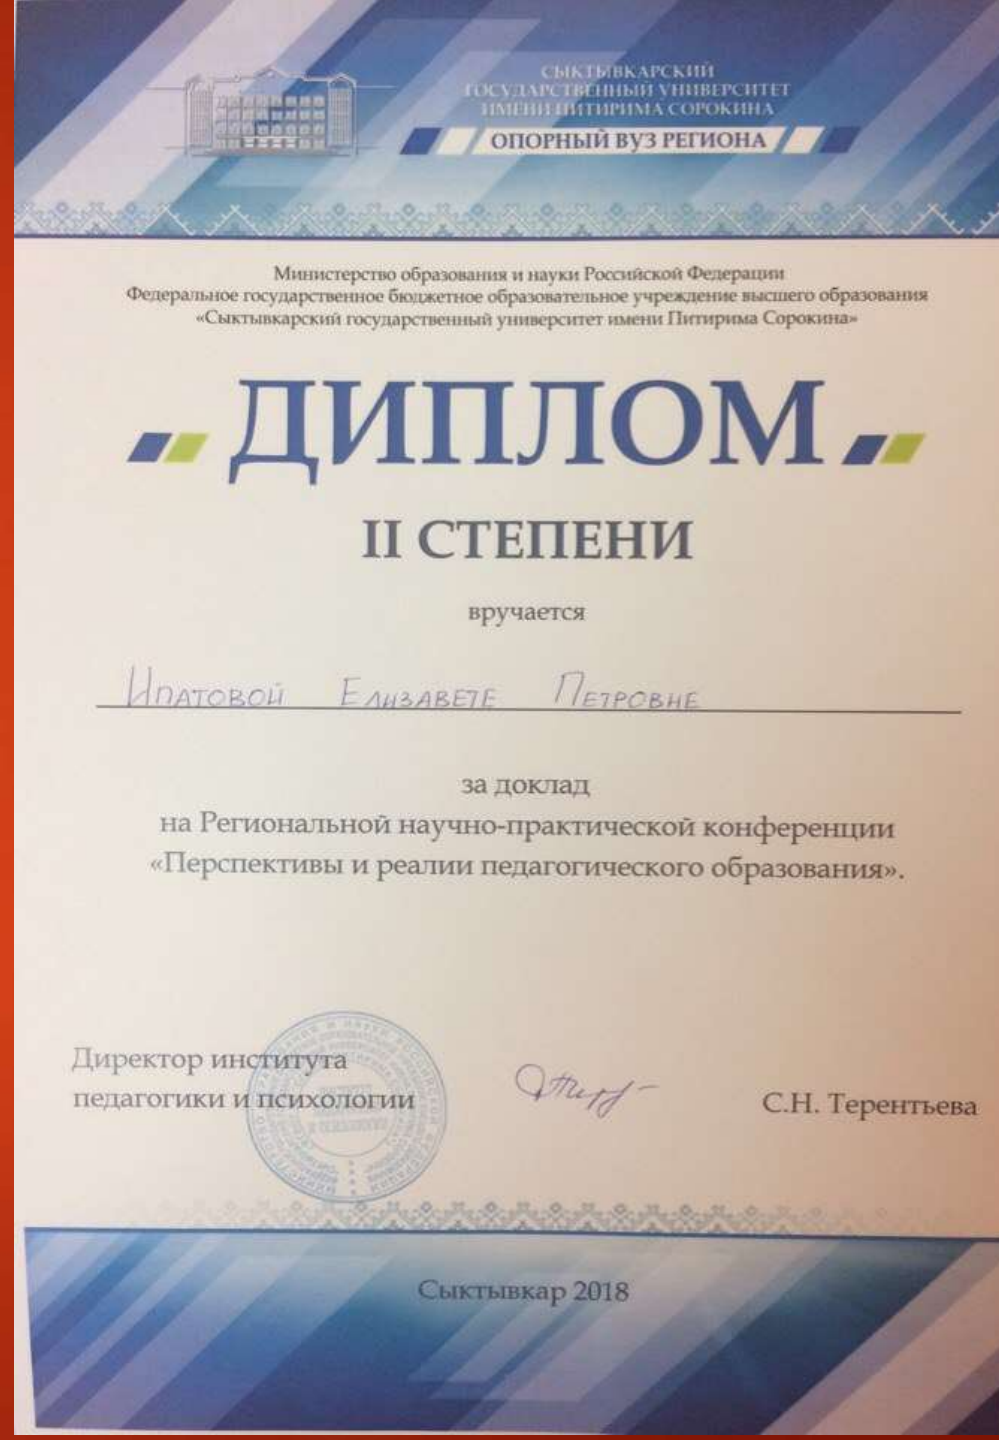 СЫКТЫВКАРСКИЙ
ГОСУДАРСТВЕННЫЙ УНИВЕРСИТЕТ
ИМЕНИ ПИТИРИМА СОРОКИНА
ОПОРНЫЙ ВУЗ РЕГИОНА
Министерство образования и науки Российской Федерации
Федеральное государственное бюджетное образовательное учреждение высшего образования
«Сыктывкарский государственный университет имени Питирима Сорокина»
ДИПЛОМ
II СТЕПЕНИ
вручается
Ипатовой Елизавете Петровне
за доклад
на Региональной научно-практической конференции
«Перспективы и реалии педагогического образования».
Директор института
педагогики и психологии
С.Н. Терентьева
Сыктывкар 2018